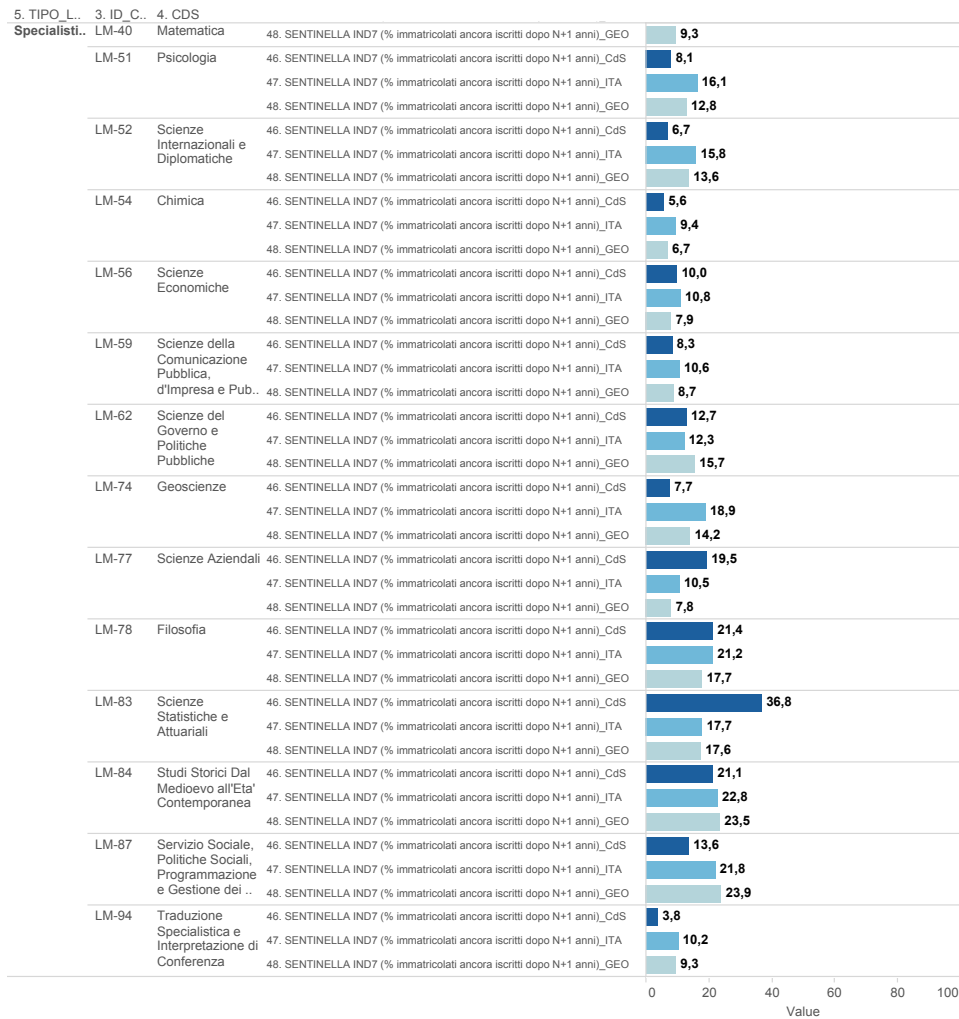 5. TIPO_L.. 3. ID_C.. 4. CDS
Specialisti.. LM-40 Matematica 48. SENTINELLA IND7 (% immatricolati ancora iscritti dopo N+1 anni)_GEO 9,3
LM-51 Psicologia 46. SENTINELLA IND7 (% immatricolati ancora iscritti dopo N+1 anni)_CdS 8,1
47. SENTINELLA IND7 (% immatricolati ancora iscritti dopo N+1 anni)_ITA 16,1
48. SENTINELLA IND7 (% immatricolati ancora iscritti dopo N+1 anni)_GEO 12,8
LM-52 Scienze 46. SENTINELLA IND7 (% immatricolati ancora iscritti dopo N+1 anni)_CdS 6,7
Internazionali e
Diplomatiche 47. SENTINELLA IND7 (% immatricolati ancora iscritti dopo N+1 anni)_ITA 15,8
48. SENTINELLA IND7 (% immatricolati ancora iscritti dopo N+1 anni)_GEO 13,6
LM-54 Chimica 46. SENTINELLA IND7 (% immatricolati ancora iscritti dopo N+1 anni)_CdS 5,6
47. SENTINELLA IND7 (% immatricolati ancora iscritti dopo N+1 anni)_ITA 9,4
48. SENTINELLA IND7 (% immatricolati ancora iscritti dopo N+1 anni)_GEO 6,7
LM-56 Scienze 46. SENTINELLA IND7 (% immatricolati ancora iscritti dopo N+1 anni)_CdS 10,0
Economiche 47. SENTINELLA IND7 (% immatricolati ancora iscritti dopo N+1 anni)_ITA 10,8
48. SENTINELLA IND7 (% immatricolati ancora iscritti dopo N+1 anni)_GEO 7,9
LM-59 Scienze della 46. SENTINELLA IND7 (% immatricolati ancora iscritti dopo N+1 anni)_CdS 8,3
Comunicazione
Pubblica, 47. SENTINELLA IND7 (% immatricolati ancora iscritti dopo N+1 anni)_ITA 10,6
d'Impresa e Pub.. 48. SENTINELLA IND7 (% immatricolati ancora iscritti dopo N+1 anni)_GEO 8,7
LM-62 Scienze del 46. SENTINELLA IND7 (% immatricolati ancora iscritti dopo N+1 anni)_CdS 12,7
Governo e
Politiche 47. SENTINELLA IND7 (% immatricolati ancora iscritti dopo N+1 anni)_ITA 12,3
Pubbliche 48. SENTINELLA IND7 (% immatricolati ancora iscritti dopo N+1 anni)_GEO 15,7
LM-74 Geoscienze 46. SENTINELLA IND7 (% immatricolati ancora iscritti dopo N+1 anni)_CdS 7,7
47. SENTINELLA IND7 (% immatricolati ancora iscritti dopo N+1 anni)_ITA 18,9
48. SENTINELLA IND7 (% immatricolati ancora iscritti dopo N+1 anni)_GEO 14,2
LM-77 Scienze Aziendali 46. SENTINELLA IND7 (% immatricolati ancora iscritti dopo N+1 anni)_CdS 19,5
47. SENTINELLA IND7 (% immatricolati ancora iscritti dopo N+1 anni)_ITA 10,5
48. SENTINELLA IND7 (% immatricolati ancora iscritti dopo N+1 anni)_GEO 7,8
LM-78 Filosofia 46. SENTINELLA IND7 (% immatricolati ancora iscritti dopo N+1 anni)_CdS 21,4
47. SENTINELLA IND7 (% immatricolati ancora iscritti dopo N+1 anni)_ITA 21,2
48. SENTINELLA IND7 (% immatricolati ancora iscritti dopo N+1 anni)_GEO 17,7
LM-83 Scienze 46. SENTINELLA IND7 (% immatricolati ancora iscritti dopo N+1 anni)_CdS 36,8
Statistiche e
Attuariali 47. SENTINELLA IND7 (% immatricolati ancora iscritti dopo N+1 anni)_ITA 17,7
48. SENTINELLA IND7 (% immatricolati ancora iscritti dopo N+1 anni)_GEO 17,6
LM-84 Studi Storici Dal 46. SENTINELLA IND7 (% immatricolati ancora iscritti dopo N+1 anni)_CdS 21,1
Medioevo all'Eta'
Contemporanea 47. SENTINELLA IND7 (% immatricolati ancora iscritti dopo N+1 anni)_ITA 22,8
48. SENTINELLA IND7 (% immatricolati ancora iscritti dopo N+1 anni)_GEO 23,5
LM-87 Servizio Sociale, 46. SENTINELLA IND7 (% immatricolati ancora iscritti dopo N+1 anni)_CdS 13,6
Politiche Sociali,
Programmazione 47. SENTINELLA IND7 (% immatricolati ancora iscritti dopo N+1 anni)_ITA 21,8
e Gestione dei .. 48. SENTINELLA IND7 (% immatricolati ancora iscritti dopo N+1 anni)_GEO 23,9
LM-94 Traduzione 46. SENTINELLA IND7 (% immatricolati ancora iscritti dopo N+1 anni)_CdS 3,8
Specialistica e
Interpretazione di 47. SENTINELLA IND7 (% immatricolati ancora iscritti dopo N+1 anni)_ITA 10,2
Conferenza 48. SENTINELLA IND7 (% immatricolati ancora iscritti dopo N+1 anni)_GEO 9,3
0 20 40 60 80 100
Value